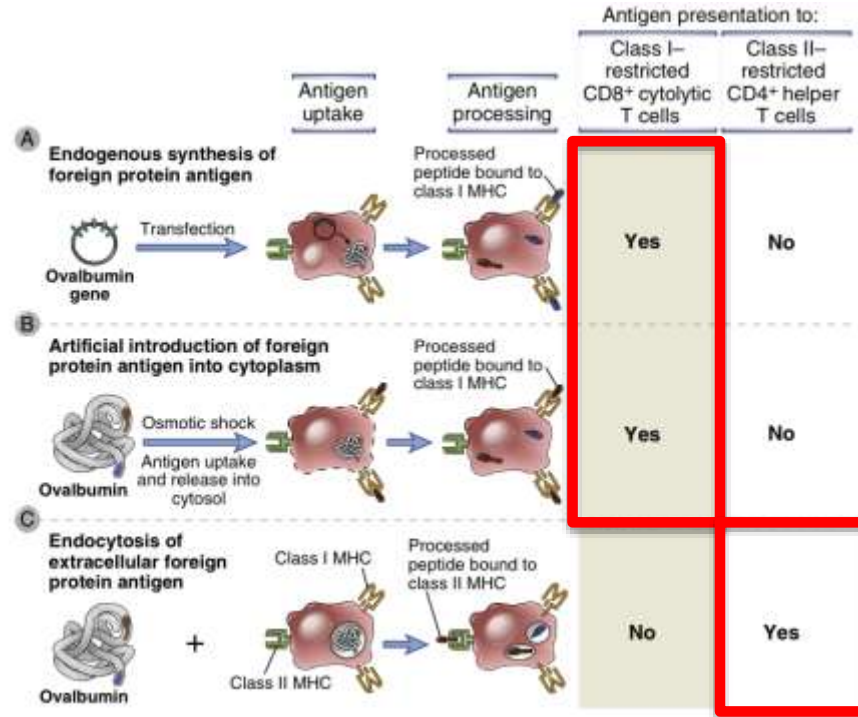 Antigen presentation to:
Antigen
uptake
Antigen
processing
Class I–
restricted
CD8+ cytolytic
T cells
Class II–
restricted
CD4+ helper
T cells
A
Endogenous synthesis of
foreign protein antigen
Transfection
Ovalbumin
gene
Processed
peptide bound to
class I MHC
Yes
No
B
Artificial introduction of foreign
protein antigen into cytoplasm
Osmotic shock
Antigen uptake
and release into
cytosol
Ovalbumin
Processed
peptide bound to
class I MHC
Yes
No
C
Endocytosis of
extracellular foreign
protein antigen
Ovalbumin
+
Class I MHC
Class II MHC
Processed
peptide bound to
class II MHC
No
Yes